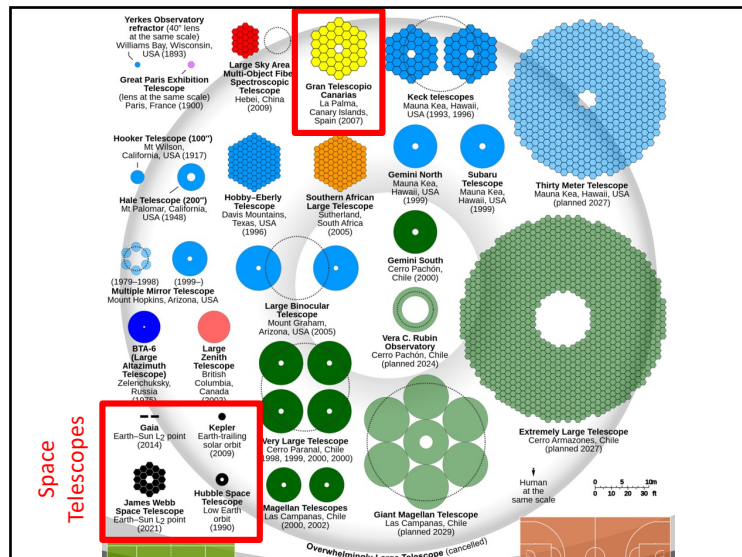 Yerkes Observatory
refractor (40" lens
at the same scale)
Williams Bay, Wisconsin,
USA (1893)
Great Paris Exhibition
Telescope
(lens at the same scale)
Paris, France (1900)
Large Sky Area
Multi-Object Fiber
Spectroscopic
Telescope
Hebei, China
(2009)
Gran Telescopio
Canarias
La Palma,
Canary Islands,
Spain (2007)
Keck telescopes
Mauna Kea, Hawaii,
USA (1993, 1996)
Thirty Meter Telescope
Mauna Kea, Hawaii, USA
(planned 2027)
Hooker Telescope (100")
Mt Wilson,
California, USA (1917)
Hale Telescope (200")
Mt Palomar, California,
USA (1948)
Hobby–Eberly
Telescope
Davis Mountains,
Texas, USA
(1996)
Southern African
Large Telescope
Sutherland,
South Africa
(2005)
Gemini North
Mauna Kea,
Hawaii, USA
(1999)
Subaru
Telescope
Mauna Kea,
Hawaii, USA
(1999)
Gemini South
Cerro Pachón,
Chile (2000)
(1979–1998) (1999–)
Multiple Mirror Telescope
Mount Hopkins, Arizona, USA
Large Binocular
Telescope
Mount Graham,
Arizona, USA (2005)
Vera C. Rubin
Observatory
Cerro Pachón, Chile
(planned 2024)
BTA-6
(Large
Altazimuth
Telescope)
Zelenchuksky,
Russia
(1975)
Large
Zenith
Telescope
British
Columbia,
Canada
(2003)
Extremely Large Telescope
Cerro Armazones, Chile
(planned 2027)
Space
Telescopes
Gaia
Earth–Sun L2 point
(2014)
Kepler
Earth-trailing
solar orbit
(2009)
James Webb
Space Telescope
Earth–Sun L2 point
(2021)
Hubble Space
Telescope
Low Earth
orbit
(1990)
Very Large Telescope
Cerro Paranal, Chile
(1998, 1999, 2000, 2000)
Magellan Telescopes
Las Campanas, Chile
(2000, 2002)
Giant Magellan Telescope
Las Campanas, Chile
(planned 2029)
Human
at the
same scale
0 5 10 m
0 10 20 30 ft
Overwhelmingly Large Telescope (cancelled)